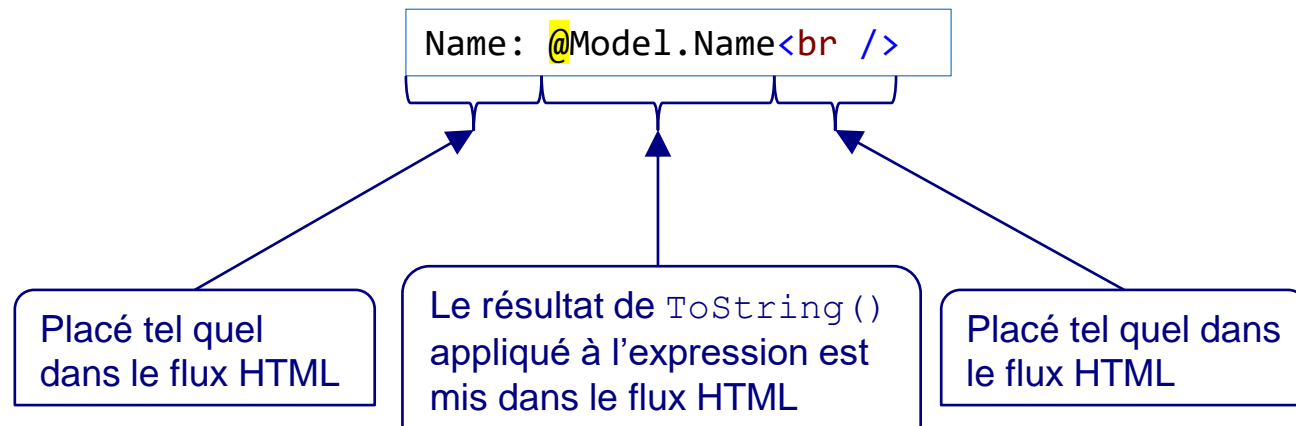 Name: @Model.Name<br />
Placé tel quel
dans le flux HTML
Le résultat de ToString()
appliqué à l’expression est
mis dans le flux HTML
Placé tel quel dans
le flux HTML